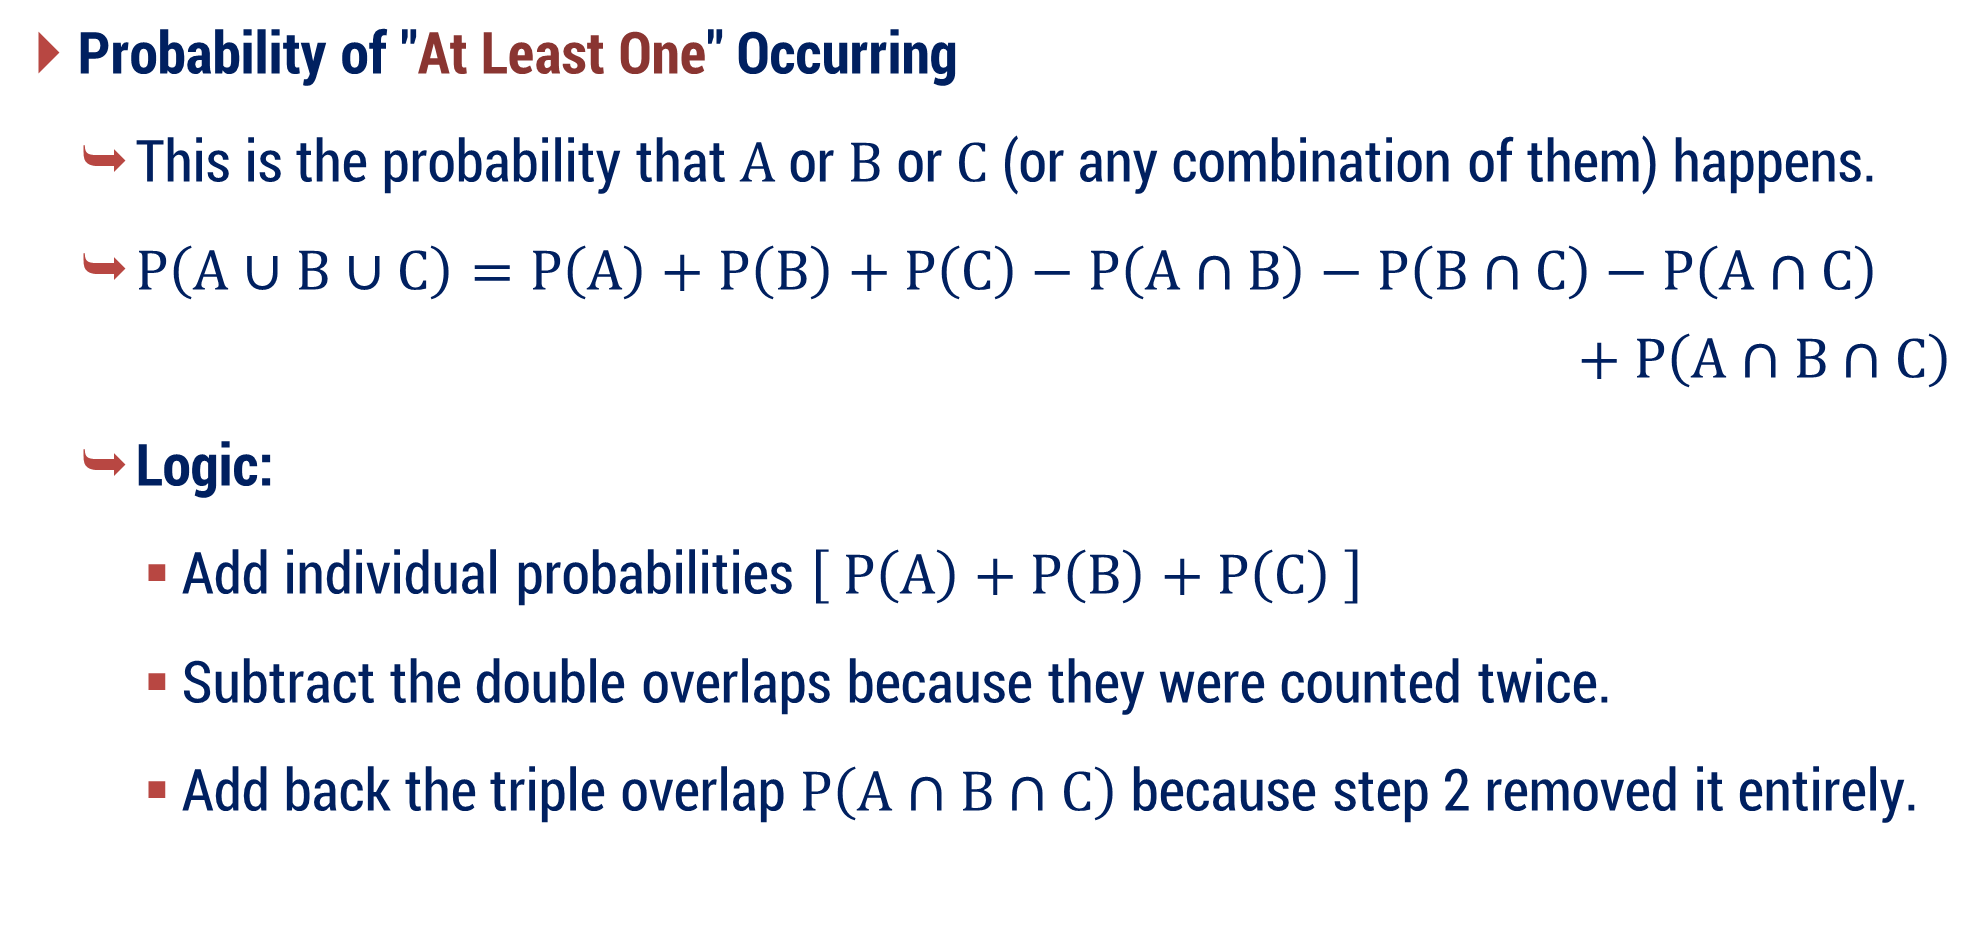 Probability of "At Least One" Occurring
This is the probability that A or B or C (or any combination of them) happens.
P(A ∪ B ∪ C) = P(A) + P(B) + P(C) − P(A ∩ B) − P(B ∩ C) − P(A ∩ C)
+ P(A ∩ B ∩ C)
Logic:
Add individual probabilities [ P(A) + P(B) + P(C) ]
Subtract the double overlaps because they were counted twice.
Add back the triple overlap P(A ∩ B ∩ C) because step 2 removed it entirely.